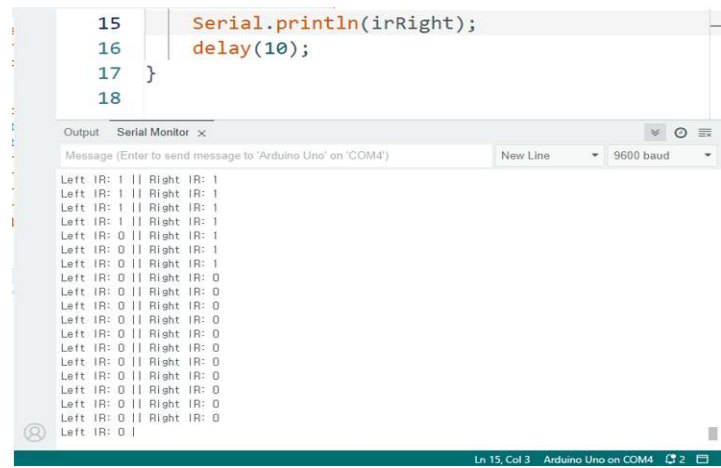 15 Serial.println(irRight);
16 delay(10);
17 }
18
Output Serial Monitor ×
Message (Enter to send message to 'Arduino Uno' on 'COM4') New Line 9600 baud
Left IR: 1 || Right IR: 1
Left IR: 1 || Right IR: 1
Left IR: 1 || Right IR: 1
Left IR: 1 || Right IR: 1
Left IR: 0 || Right IR: 1
Left IR: 0 || Right IR: 1
Left IR: 0 || Right IR: 1
Left IR: 0 || Right IR: 0
Left IR: 0 || Right IR: 0
Left IR: 0 || Right IR: 0
Left IR: 0 || Right IR: 0
Left IR: 0 || Right IR: 0
Left IR: 0 || Right IR: 0
Left IR: 0 || Right IR: 0
Left IR: 0 || Right IR: 0
Left IR: 0 || Right IR: 0
Left IR: 0 || Right IR: 0
Left IR: 0 || Right IR: 0
Left IR: 0 |
Ln 15, Col 3 Arduino Uno on COM4 2